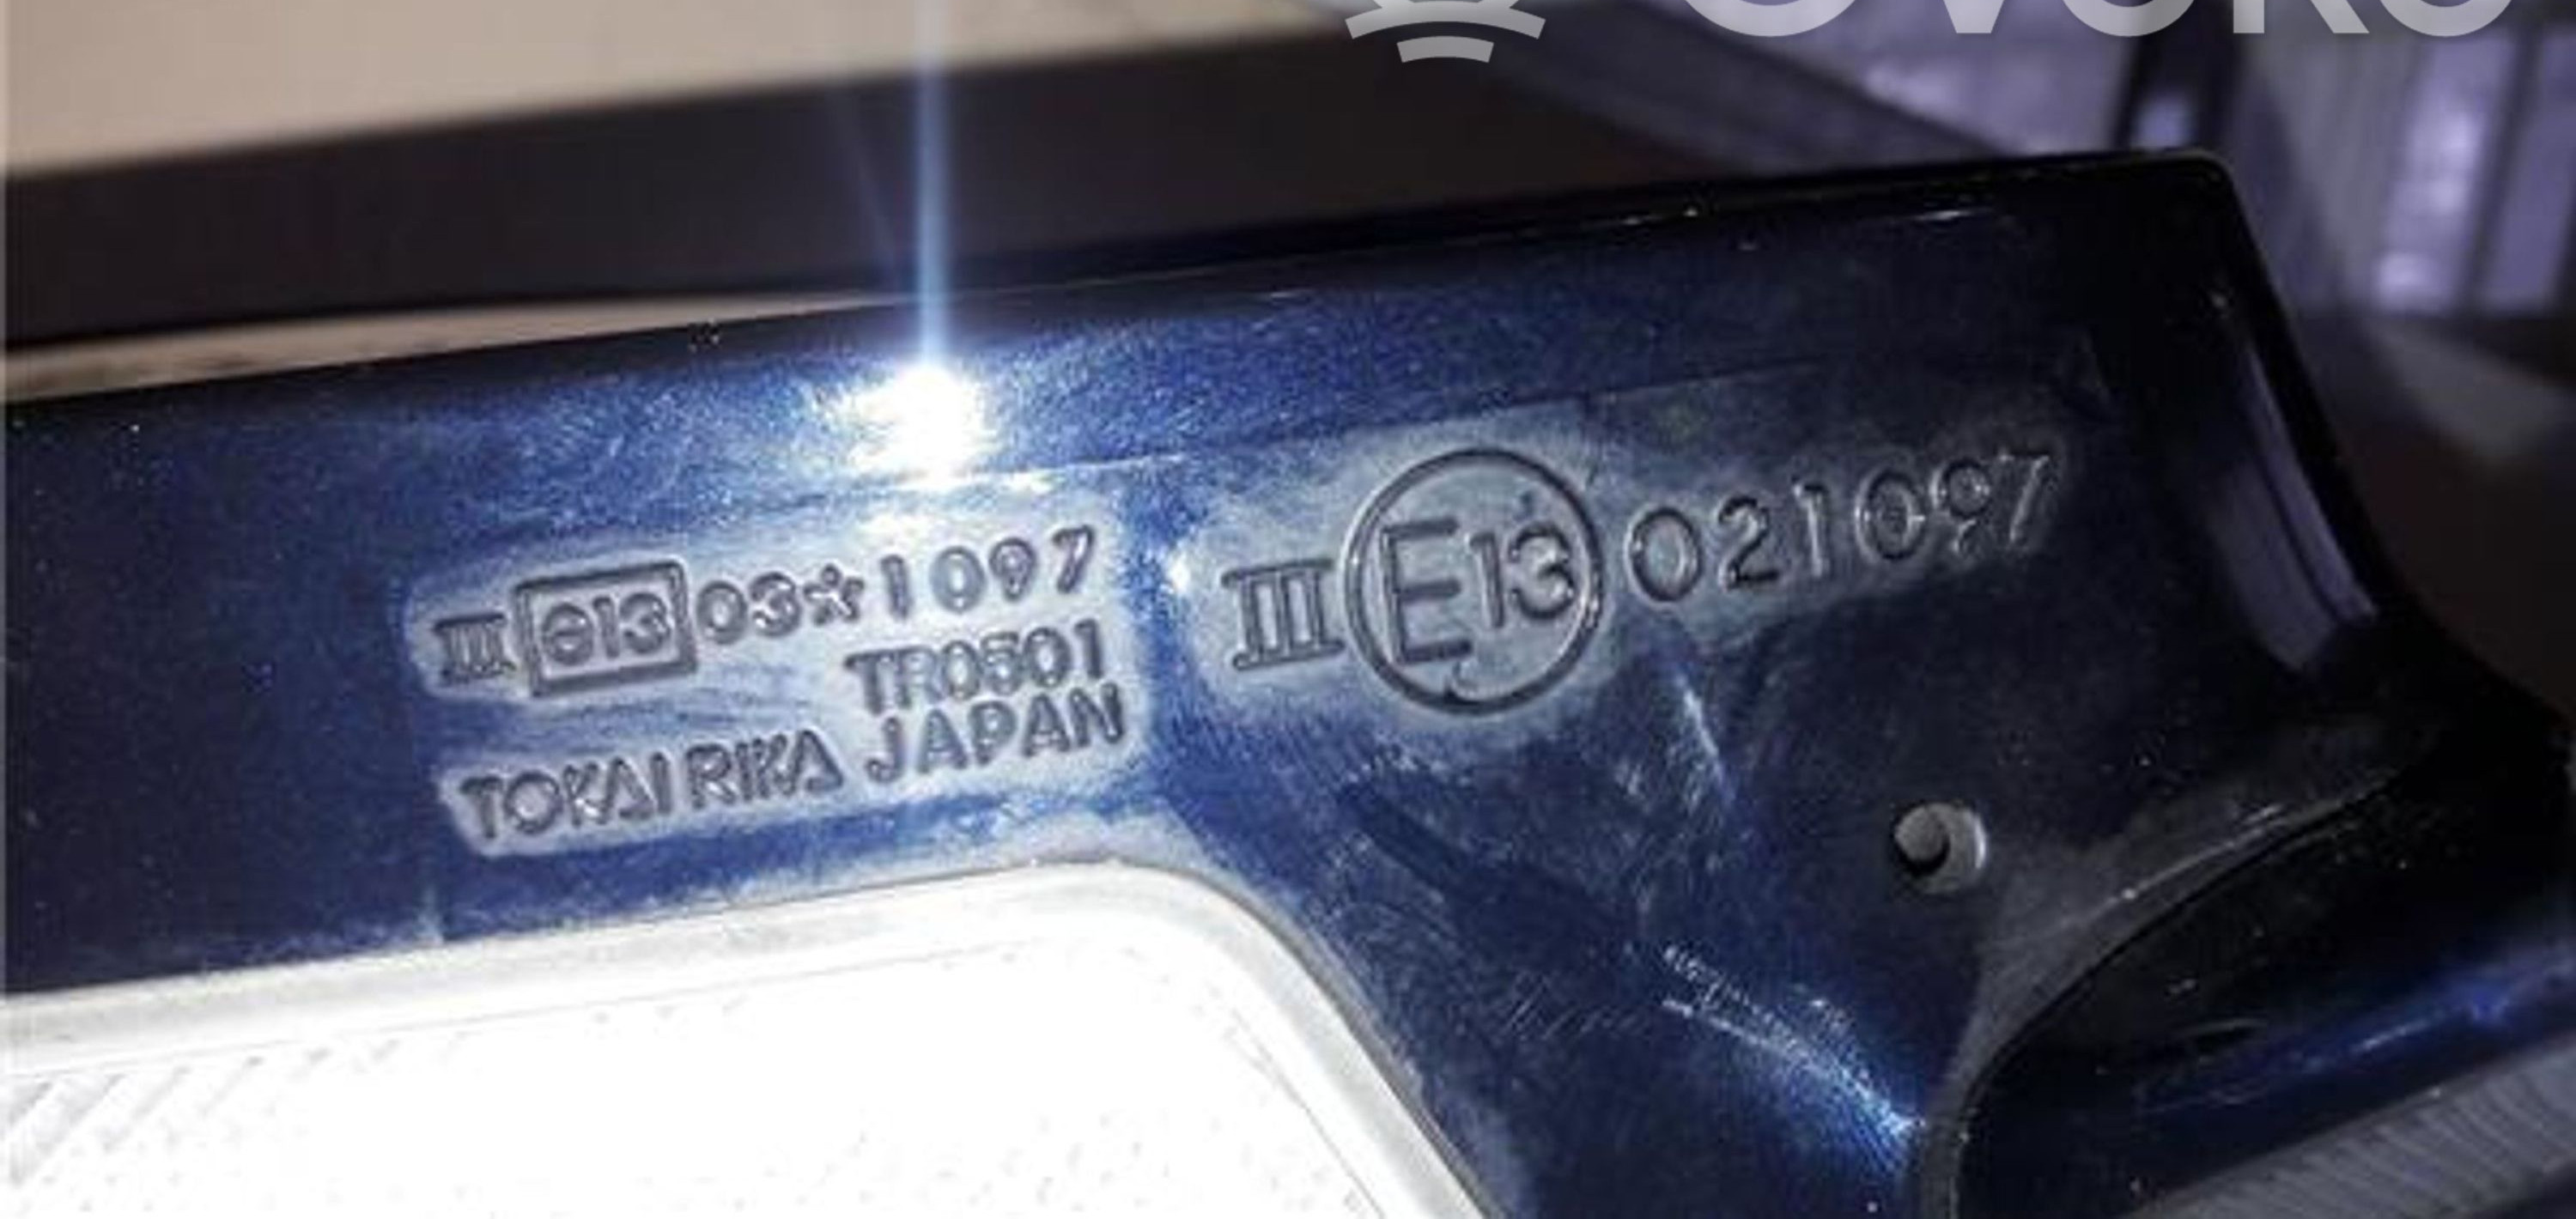 III e13 03☆1097
TR0501
TOKAI RIKA JAPAN
III E13 021097